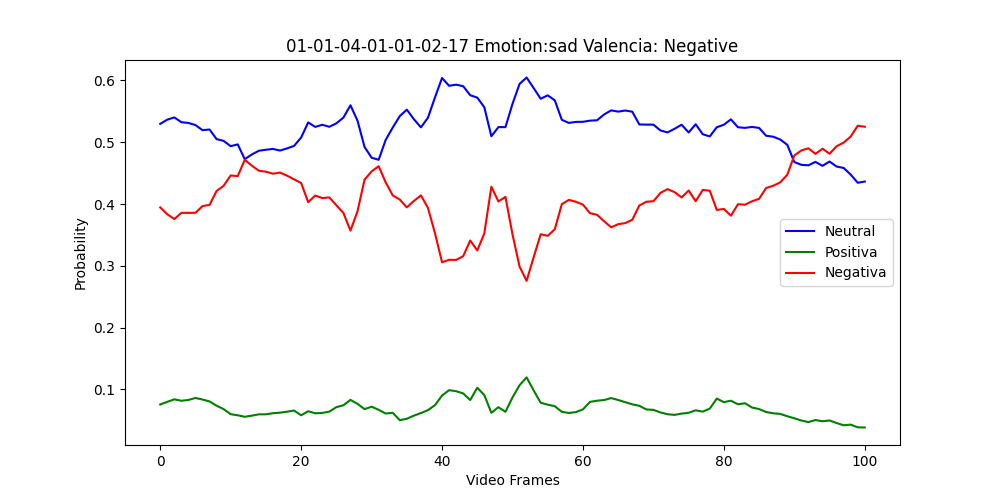 01-01-04-01-01-02-17 Emotion:sad Valencia: Negative
Probability
0.6
0.5
0.4
0.3
0.2
0.1
Neutral
Positiva
Negativa
0 20 40 60 80 100
Video Frames